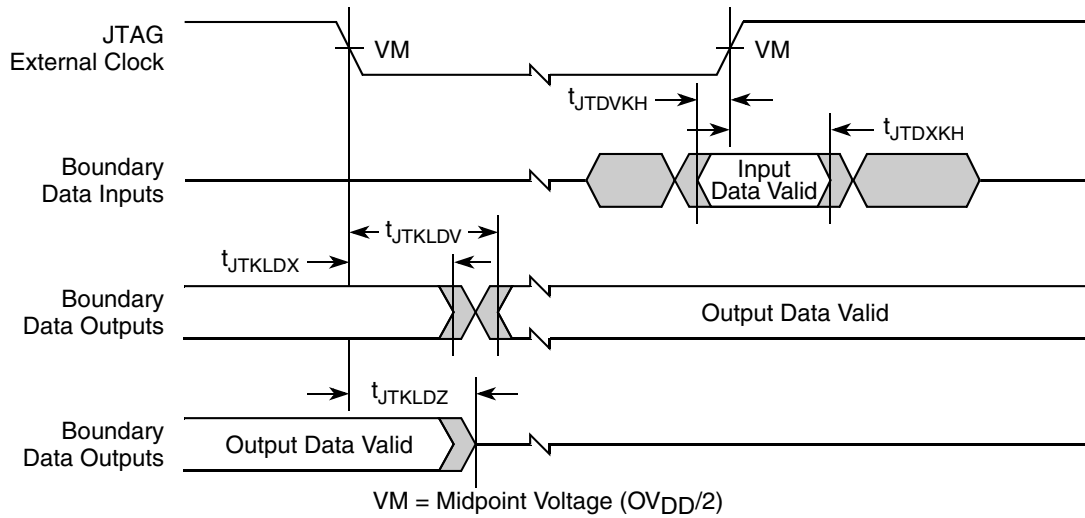 JTAG
External Clock
VM
VM
tJTDVKH
tJTDXKH
Boundary
Data Inputs
Input
Data Valid
tJTKLDV
tJTKLDX
Boundary
Data Outputs
Output Data Valid
tJTKLDZ
Boundary
Data Outputs
Output Data Valid
VM = Midpoint Voltage (OVDD/2)